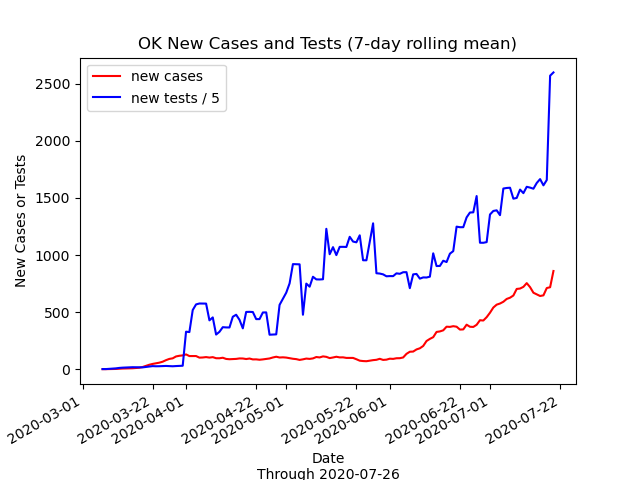 OK New Cases and Tests (7-day rolling mean)
new cases
new tests / 5
New Cases or Tests
2500
2000
1500
1000
500
0
2020-03-01
2020-03-22
2020-04-01
2020-04-22
2020-05-01
2020-05-22
2020-06-01
2020-06-22
2020-07-01
2020-07-22
Date
Through 2020-07-26